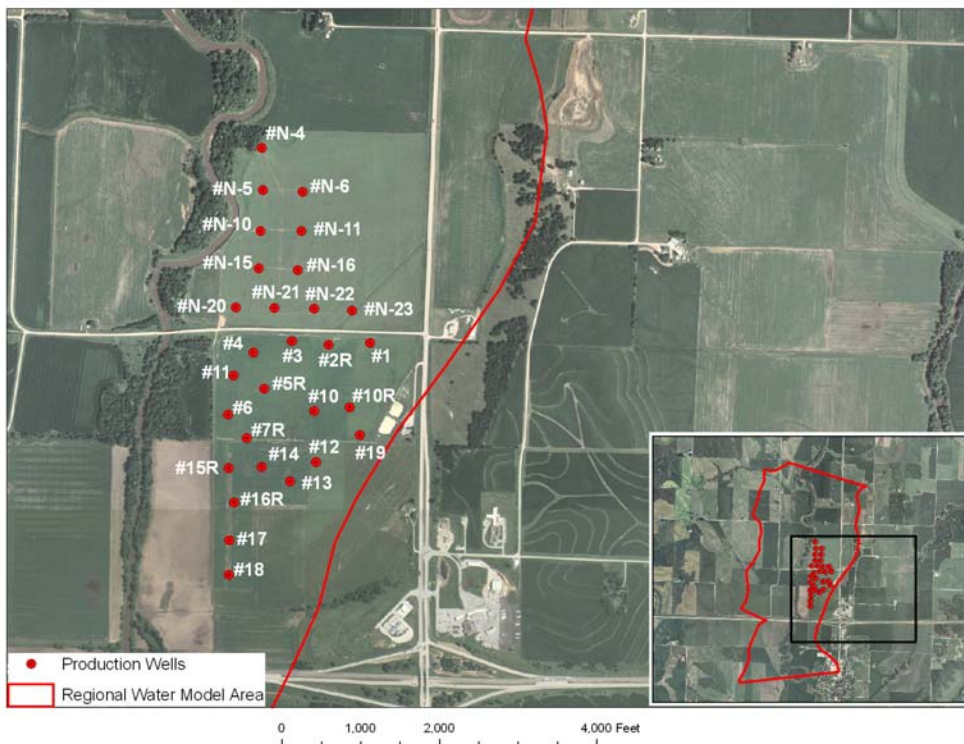 #N-4
#N-5 #N-6
#N-10 #N-11
#N-15 #N-16
#N-20 #N-21 #N-22 #N-23
#4 #3 #2R #1
#11 #5R
#6 #10 #10R
#7R
#15R #14 #12 #19
#16R #13
#17
#18
Production Wells
Regional Water Model Area
0 1,000 2,000 4,000 Feet